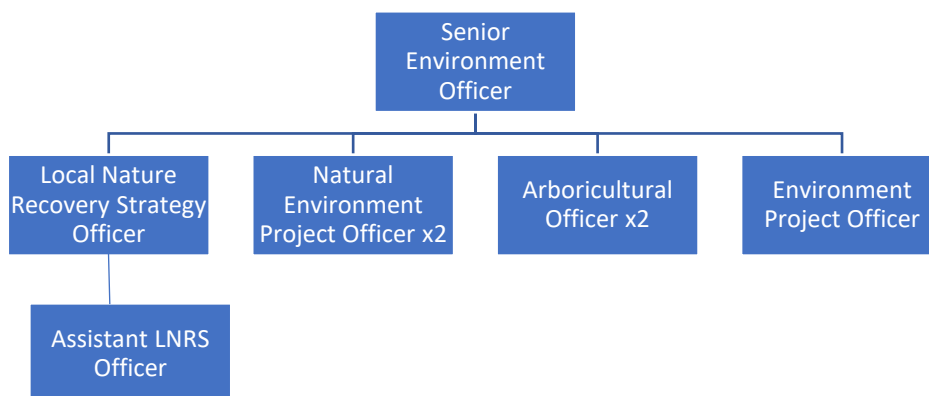 Senior
Environment
Officer
Local Nature
Recovery Strategy
Officer
Natural
Environment
Project Officer x2
Arboricultural
Officer x2
Environment
Project Officer
Assistant LNRS
Officer